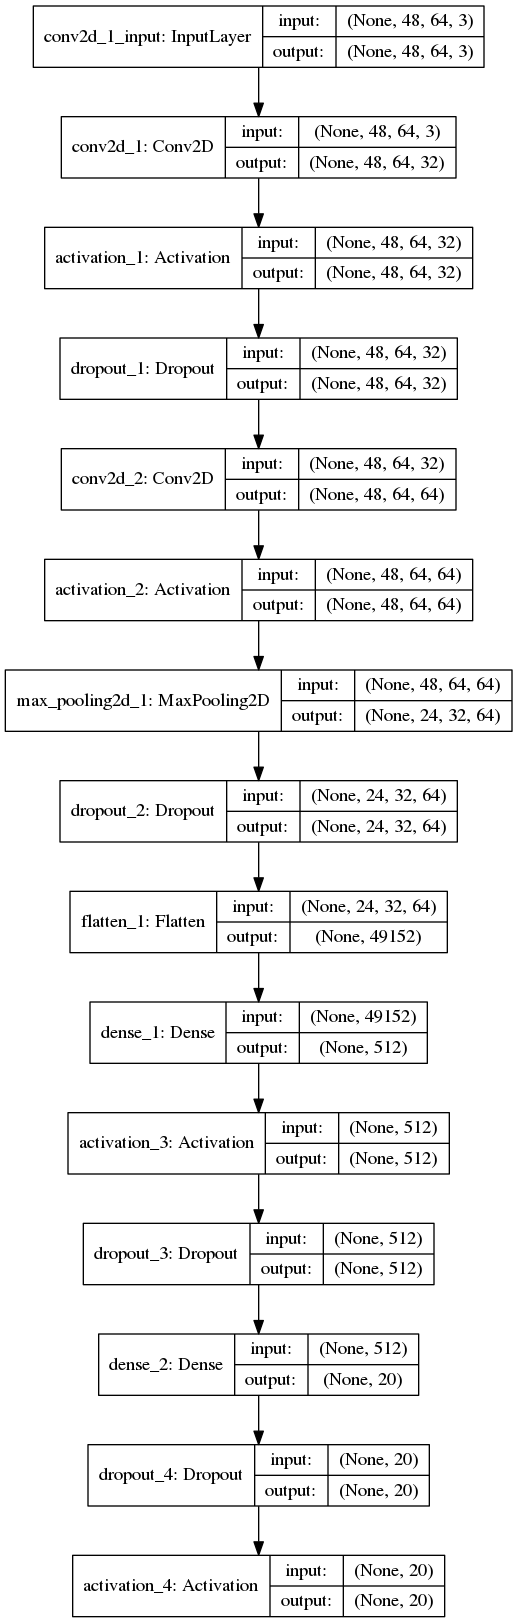 conv2d_1_input: InputLayer
input: (None, 48, 64, 3)
output: (None, 48, 64, 3)
conv2d_1: Conv2D
input: (None, 48, 64, 3)
output: (None, 48, 64, 32)
activation_1: Activation
input: (None, 48, 64, 32)
output: (None, 48, 64, 32)
dropout_1: Dropout
input: (None, 48, 64, 32)
output: (None, 48, 64, 32)
conv2d_2: Conv2D
input: (None, 48, 64, 32)
output: (None, 48, 64, 64)
activation_2: Activation
input: (None, 48, 64, 64)
output: (None, 48, 64, 64)
max_pooling2d_1: MaxPooling2D
input: (None, 48, 64, 64)
output: (None, 24, 32, 64)
dropout_2: Dropout
input: (None, 24, 32, 64)
output: (None, 24, 32, 64)
flatten_1: Flatten
input: (None, 24, 32, 64)
output: (None, 49152)
dense_1: Dense
input: (None, 49152)
output: (None, 512)
activation_3: Activation
input: (None, 512)
output: (None, 512)
dropout_3: Dropout
input: (None, 512)
output: (None, 512)
dense_2: Dense
input: (None, 512)
output: (None, 20)
dropout_4: Dropout
input: (None, 20)
output: (None, 20)
activation_4: Activation
input: (None, 20)
output: (None, 20)